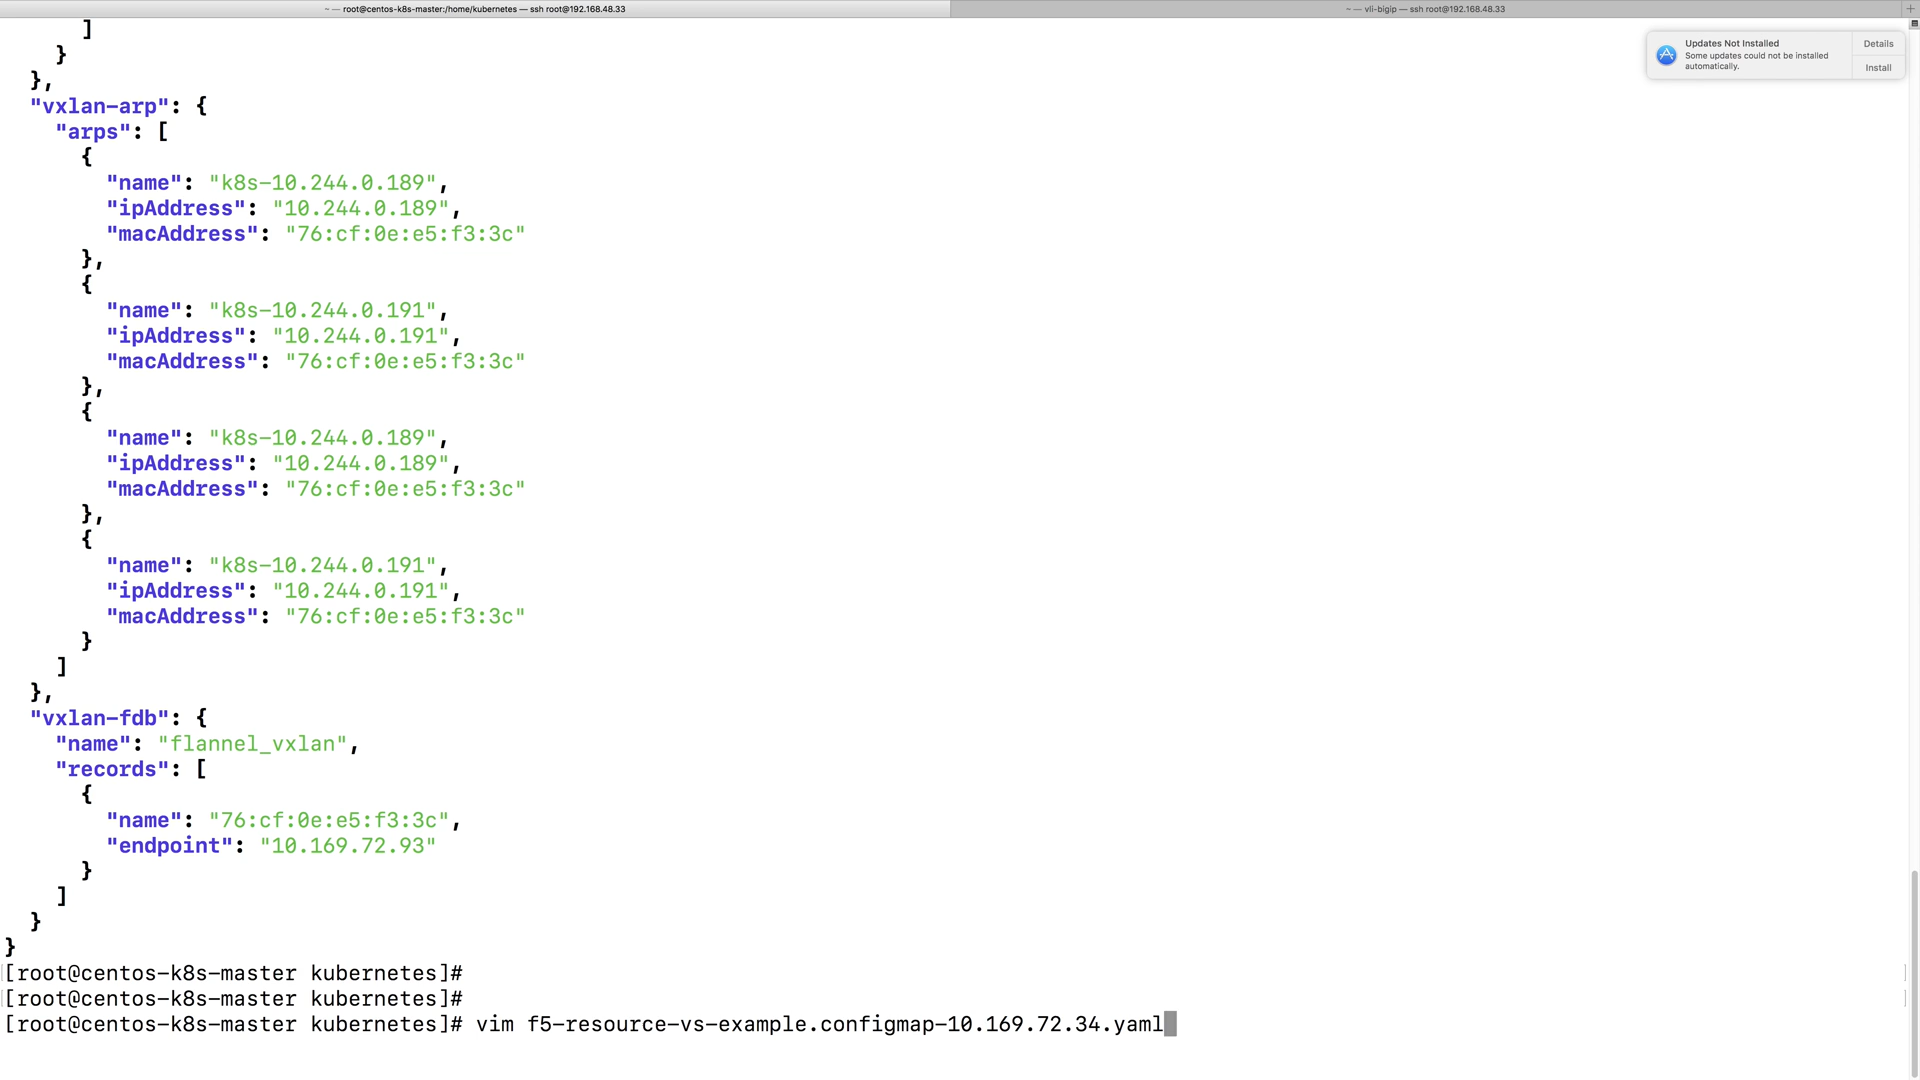 ~ — root@centos-k8s-master:/home/kubernetes — ssh root@192.168.48.33
~ — vli-bigip — ssh root@192.168.48.33
+
Updates Not Installed
Some updates could not be installed
automatically.
Details
Install
]
}
},
"vxlan-arp": {
"arps": [
{
"name": "k8s-10.244.0.189",
"ipAddress": "10.244.0.189",
"macAddress": "76:cf:0e:e5:f3:3c"
},
{
"name": "k8s-10.244.0.191",
"ipAddress": "10.244.0.191",
"macAddress": "76:cf:0e:e5:f3:3c"
},
{
"name": "k8s-10.244.0.189",
"ipAddress": "10.244.0.189",
"macAddress": "76:cf:0e:e5:f3:3c"
},
{
"name": "k8s-10.244.0.191",
"ipAddress": "10.244.0.191",
"macAddress": "76:cf:0e:e5:f3:3c"
}
]
},
"vxlan-fdb": {
"name": "flannel_vxlan",
"records": [
{
"name": "76:cf:0e:e5:f3:3c",
"endpoint": "10.169.72.93"
}
]
}
}
[root@centos-k8s-master kubernetes]#
[root@centos-k8s-master kubernetes]#
[root@centos-k8s-master kubernetes]# vim f5-resource-vs-example.configmap-10.169.72.34.yaml